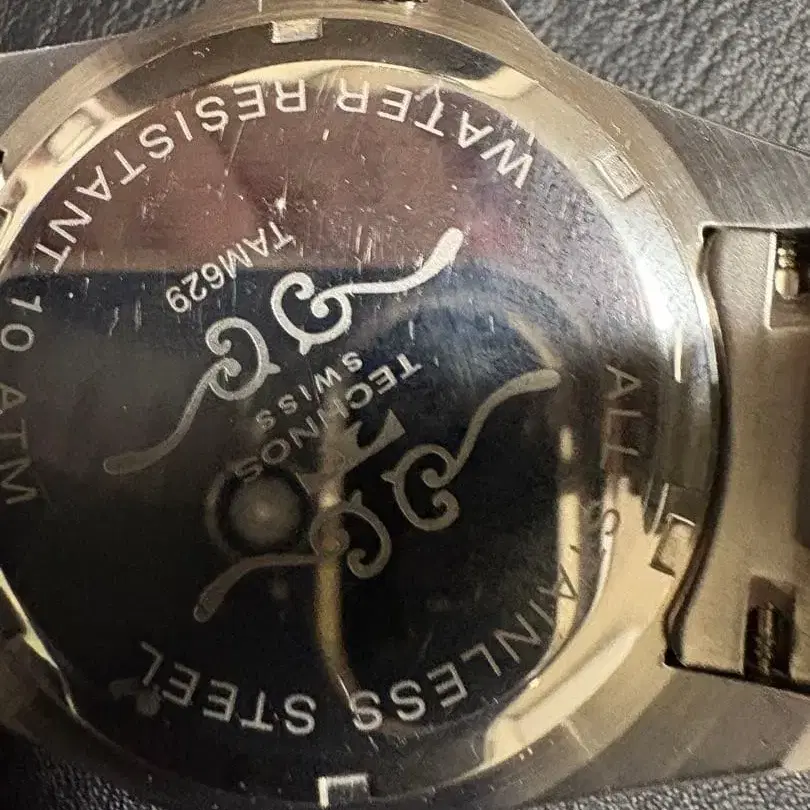 WATER RESISTANT 10 ATM
TAM629
TECHNOS
SWISS
ALL STAINLESS STEEL